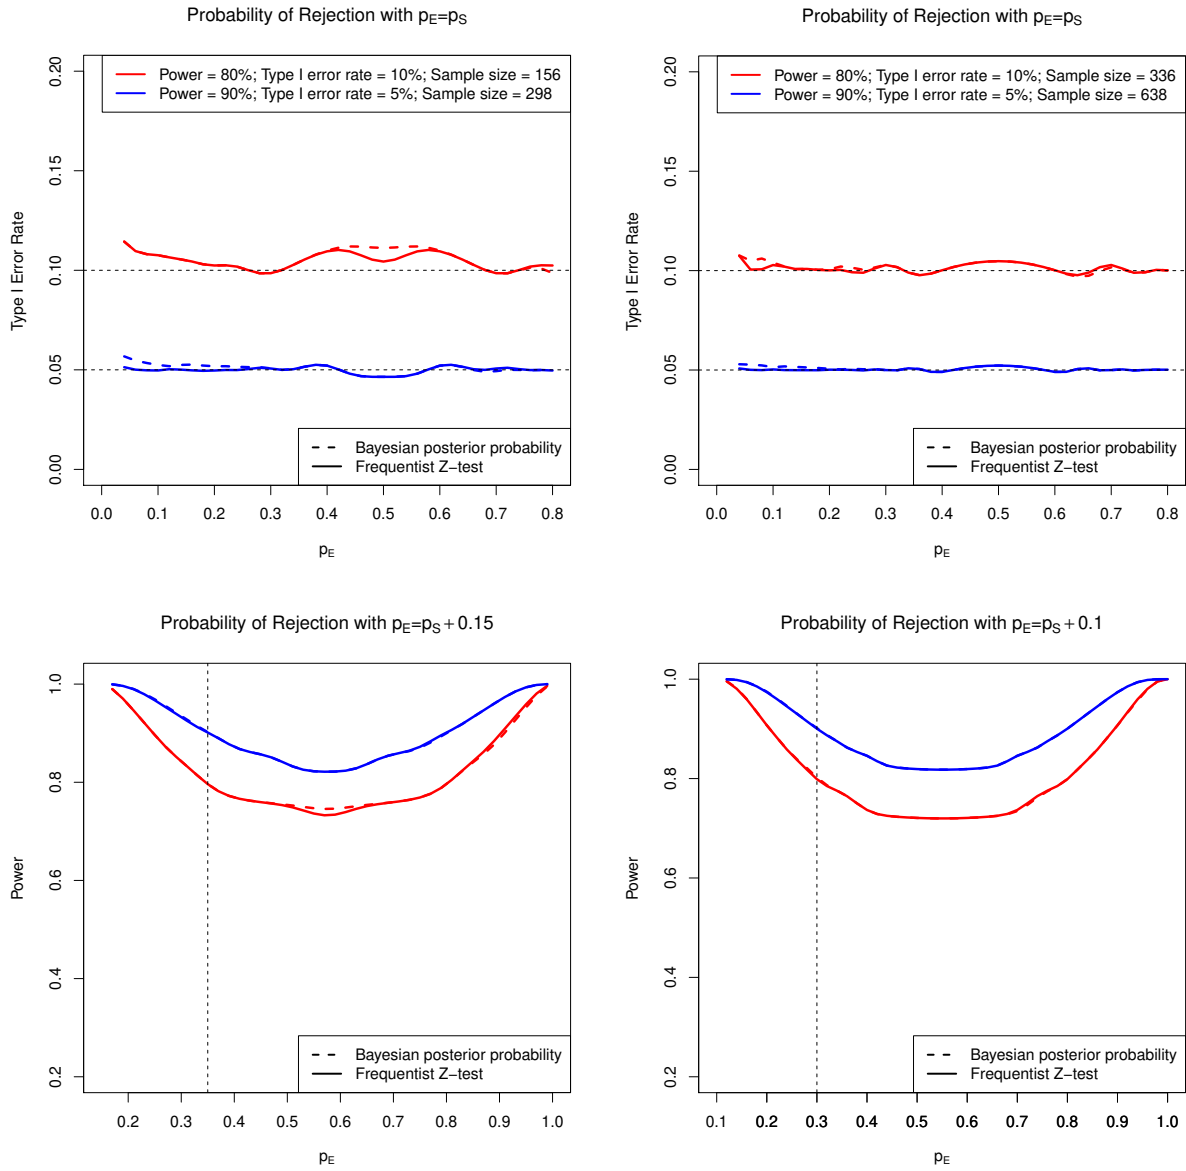 Probability of Rejection with pE=pS
Power = 80%; Type I error rate = 10%; Sample size = 156
Power = 90%; Type I error rate = 5%; Sample size = 298
Type I Error Rate
0.20
0.15
0.10
0.05
0.00
Bayesian posterior probability
Frequentist Z−test
0.0 0.1 0.2 0.3 0.4 0.5 0.6 0.7 0.8
pE
Probability of Rejection with pE=pS
Power = 80%; Type I error rate = 10%; Sample size = 336
Power = 90%; Type I error rate = 5%; Sample size = 638
Type I Error Rate
0.20
0.15
0.10
0.05
0.00
Bayesian posterior probability
Frequentist Z−test
0.0 0.1 0.2 0.3 0.4 0.5 0.6 0.7 0.8
pE
Probability of Rejection with pE=pS+0.15
Power
1.0
0.8
0.6
0.4
0.2
Bayesian posterior probability
Frequentist Z−test
0.2 0.3 0.4 0.5 0.6 0.7 0.8 0.9 1.0
pE
Probability of Rejection with pE=pS+0.1
Power
1.0
0.8
0.6
0.4
0.2
Bayesian posterior probability
Frequentist Z−test
0.1 0.2 0.3 0.4 0.5 0.6 0.7 0.8 0.9 1.0
pE